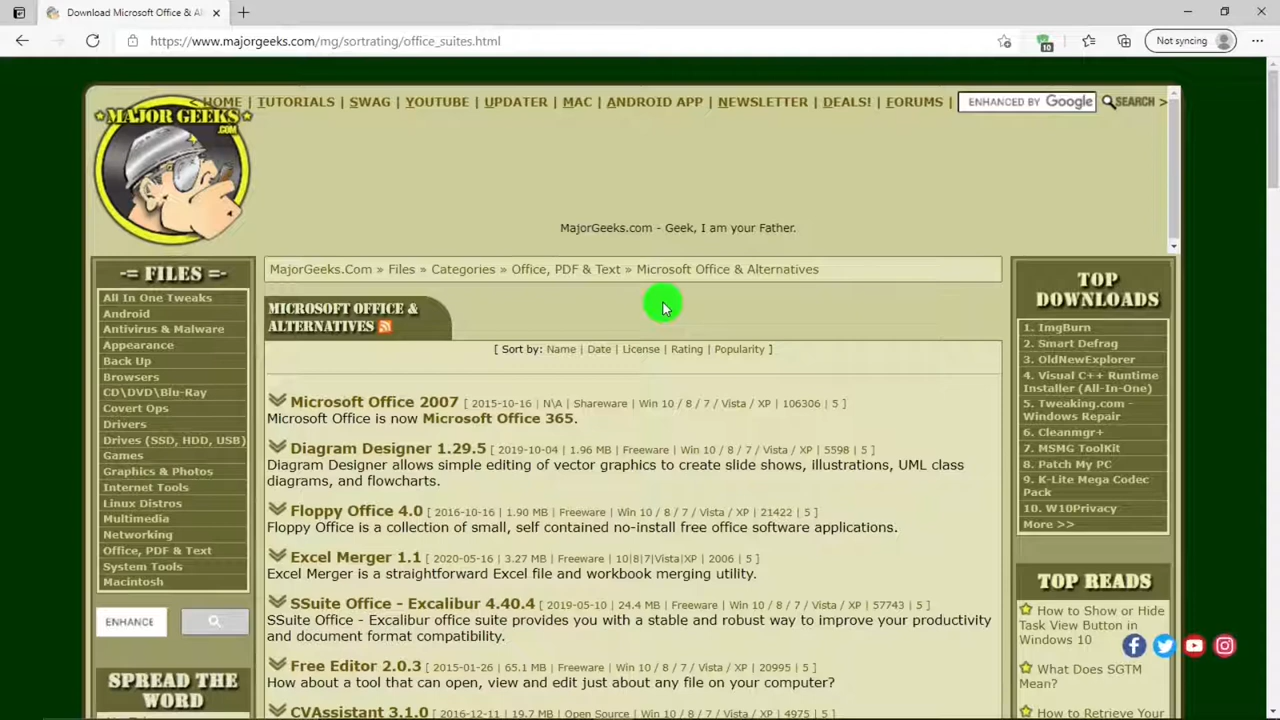 Download Microsoft Office & Al
https://www.majorgeeks.com/mg/sortrating/office_suites.html
10
Not syncing
< HOME | TUTORIALS | SWAG | YOUTUBE | UPDATER | MAC | ANDROID APP | NEWSLETTER | DEALS! | FORUMS |
ENHANCED BY Google
SEARCH >
MAJOR GEEKS
.COM
MajorGeeks.com - Geek, I am your Father.
-= FILES =-
All In One Tweaks
Android
Antivirus & Malware
Appearance
Back Up
Browsers
CD\DVD\Blu-Ray
Covert Ops
Drivers
Drives (SSD, HDD, USB)
Games
Graphics & Photos
Internet Tools
Linux Distros
Multimedia
Networking
Office, PDF & Text
System Tools
Macintosh
ENHANCE
SPREAD THE
WORD
MajorGeeks.Com » Files » Categories » Office, PDF & Text » Microsoft Office & Alternatives
MICROSOFT OFFICE &
ALTERNATIVES
[ Sort by: Name | Date | License | Rating | Popularity ]
Microsoft Office 2007 [ 2015-10-16 | N\A | Shareware | Win 10 / 8 / 7 / Vista / XP | 106306 | 5 ]
Microsoft Office is now Microsoft Office 365.
Diagram Designer 1.29.5 [ 2019-10-04 | 1.96 MB | Freeware | Win 10 / 8 / 7 / Vista / XP | 5598 | 5 ]
Diagram Designer allows simple editing of vector graphics to create slide shows, illustrations, UML class
diagrams, and flowcharts.
Floppy Office 4.0 [ 2016-10-16 | 1.90 MB | Freeware | Win 10 / 8 / 7 / Vista / XP | 21422 | 5 ]
Floppy Office is a collection of small, self contained no-install free office software applications.
Excel Merger 1.1 [ 2020-05-16 | 3.27 MB | Freeware | 10|8|7|Vista|XP | 2006 | 5 ]
Excel Merger is a straightforward Excel file and workbook merging utility.
SSuite Office - Excalibur 4.40.4 [ 2019-05-10 | 24.4 MB | Freeware | Win 10 / 8 / 7 / Vista / XP | 57743 | 5 ]
SSuite Office - Excalibur office suite provides you with a stable and robust way to improve your productivity
and document format compatibility.
Free Editor 2.0.3 [ 2015-01-26 | 65.1 MB | Freeware | Win 10 / 8 / 7 / Vista / XP | 20995 | 5 ]
How about a tool that can open, view and edit just about any file on your computer?
CVAssistant 3.1.0 [ 2016-12-11 | 19.7 MB | Open Source | Win 10 / 8 / 7 / Vista / XP | 4975 | 5 ]
TOP
DOWNLOADS
1. ImgBurn
2. Smart Defrag
3. OldNewExplorer
4. Visual C++ Runtime
Installer (All-In-One)
5. Tweaking.com -
Windows Repair
6. Cleanmgr+
7. MSMG ToolKit
8. Patch My PC
9. K-Lite Mega Codec
Pack
10. W10Privacy
More >>
TOP READS
How to Show or Hide
Task View Button in
Windows 10
What Does SGTM
Mean?
How to Retrieve Your